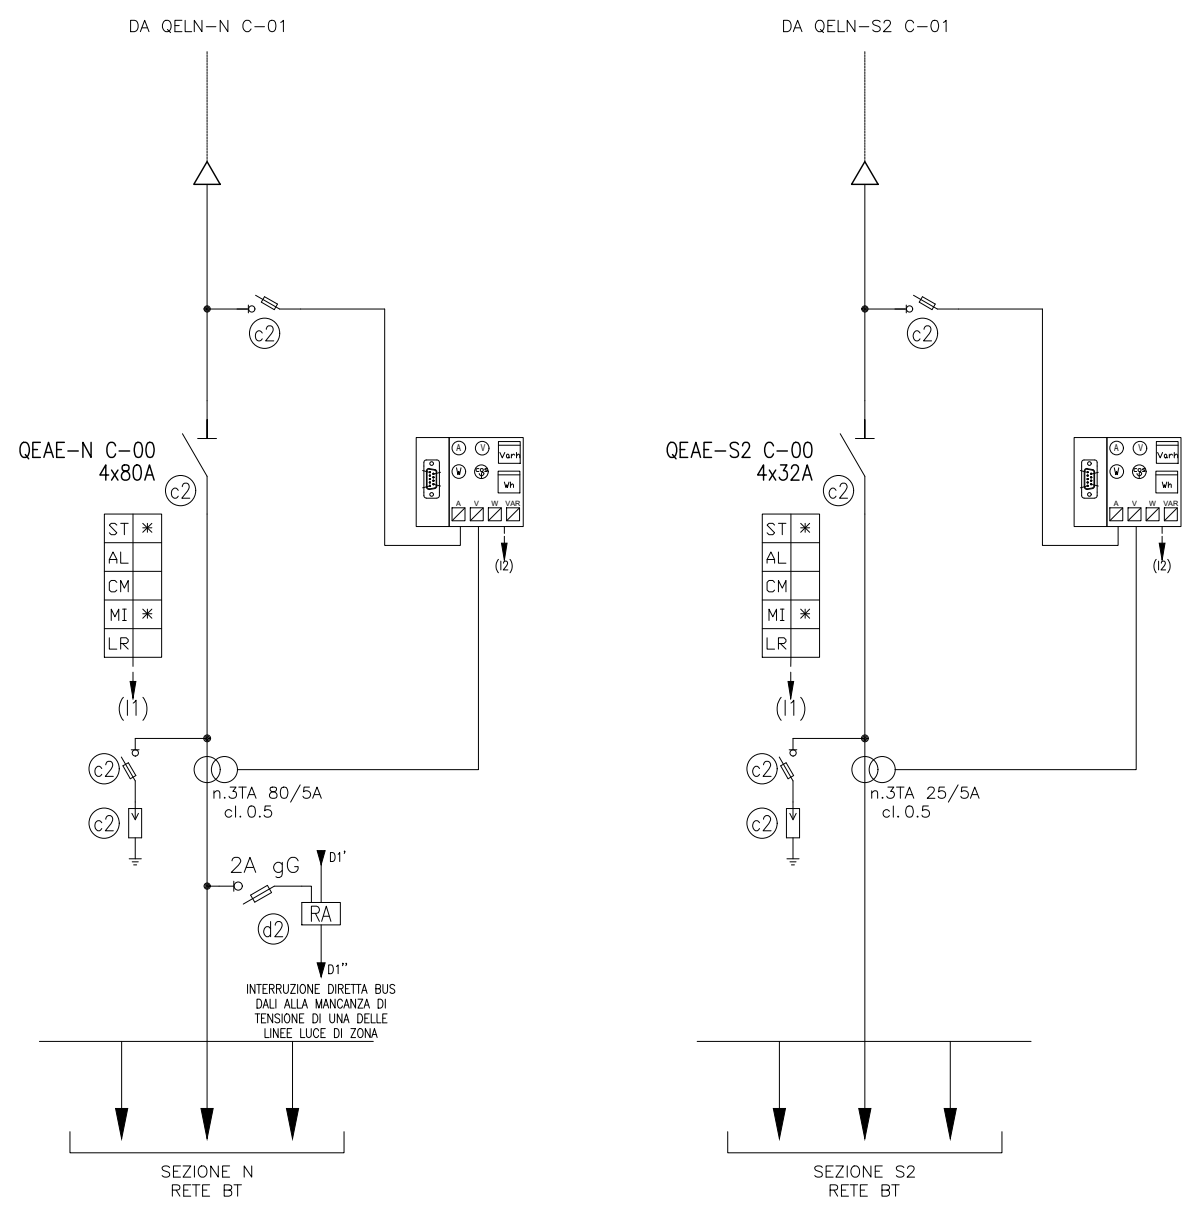 DA QELN-N C-01
c2
QEAE-N C-00
4x80A
c2
ST *
AL
CM
MI *
LR
(I1)
A V Varh
W cos φ Wh
A V W VAR
(I2)
c2
c2
n.3TA 80/5A
cl.0.5
2A gG
D1'
RA
d2
D1''
INTERRUZIONE DIRETTA BUS
DALI ALLA MANCANZA DI
TENSIONE DI UNA DELLE
LINEE LUCE DI ZONA
SEZIONE N
RETE BT
DA QELN-S2 C-01
c2
QEAE-S2 C-00
4x32A
c2
ST *
AL
CM
MI *
LR
(I1)
A V Varh
W cos φ Wh
A V W VAR
(I2)
c2
c2
n.3TA 25/5A
cl.0.5
SEZIONE S2
RETE BT